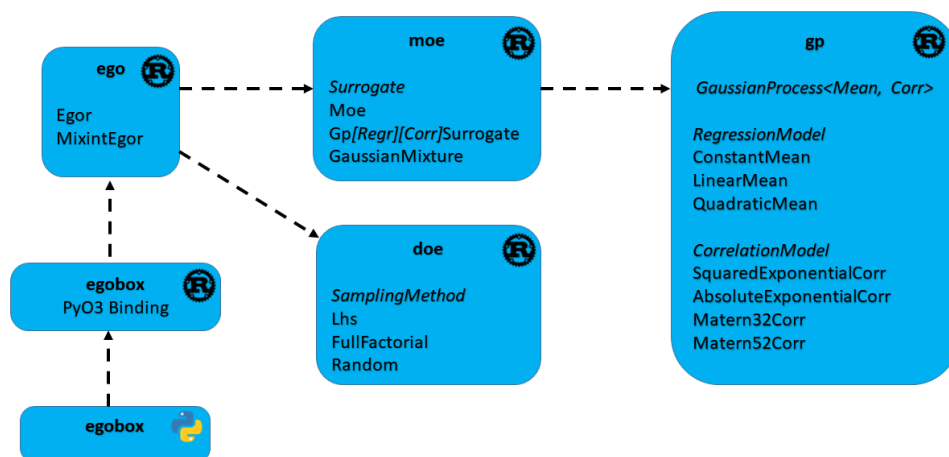 ego
Egor
MixintEgor
moe
Surrogate
Moe
Gp[Regr][Corr]Surrogate
GaussianMixture
gp
GaussianProcess<Mean, Corr>
RegressionModel
ConstantMean
LinearMean
QuadraticMean
CorrelationModel
SquaredExponentialCorr
AbsoluteExponentialCorr
Matern32Corr
Matern52Corr
doe
SamplingMethod
Lhs
FullFactorial
Random
egobox
PyO3 Binding
egobox